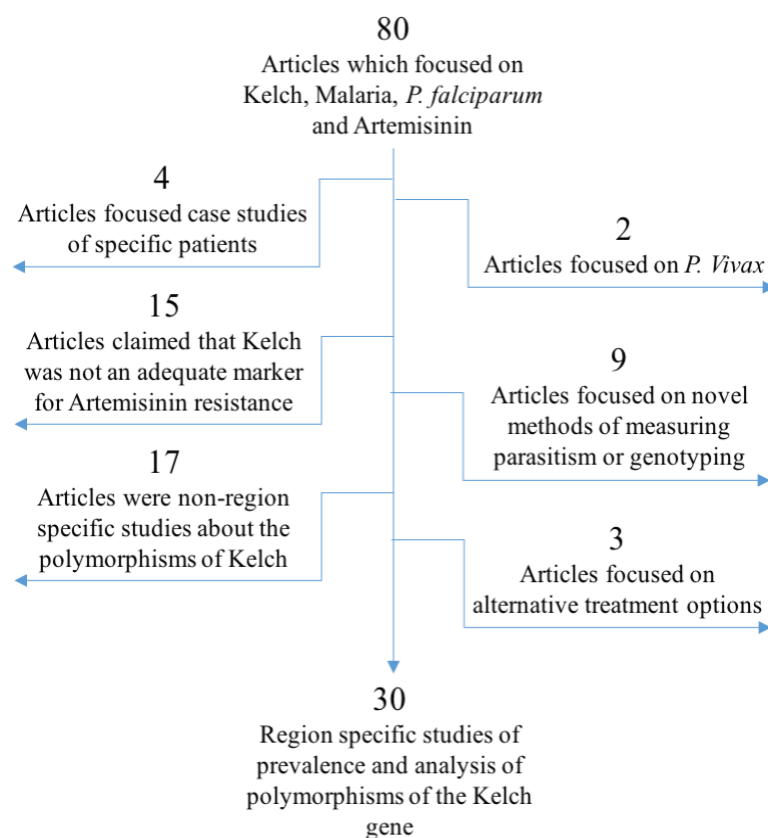 80
Articles which focused on
Kelch, Malaria, P. falciparum
and Artemisinin
4
Articles focused case studies
of specific patients
2
Articles focused on P. Vivax
15
Articles claimed that Kelch
was not an adequate marker
for Artemisinin resistance
9
Articles focused on novel
methods of measuring
parasitism or genotyping
17
Articles were non-region
specific studies about the
polymorphisms of Kelch
3
Articles focused on
alternative treatment options
30
Region specific studies of
prevalence and analysis of
polymorphisms of the Kelch
gene